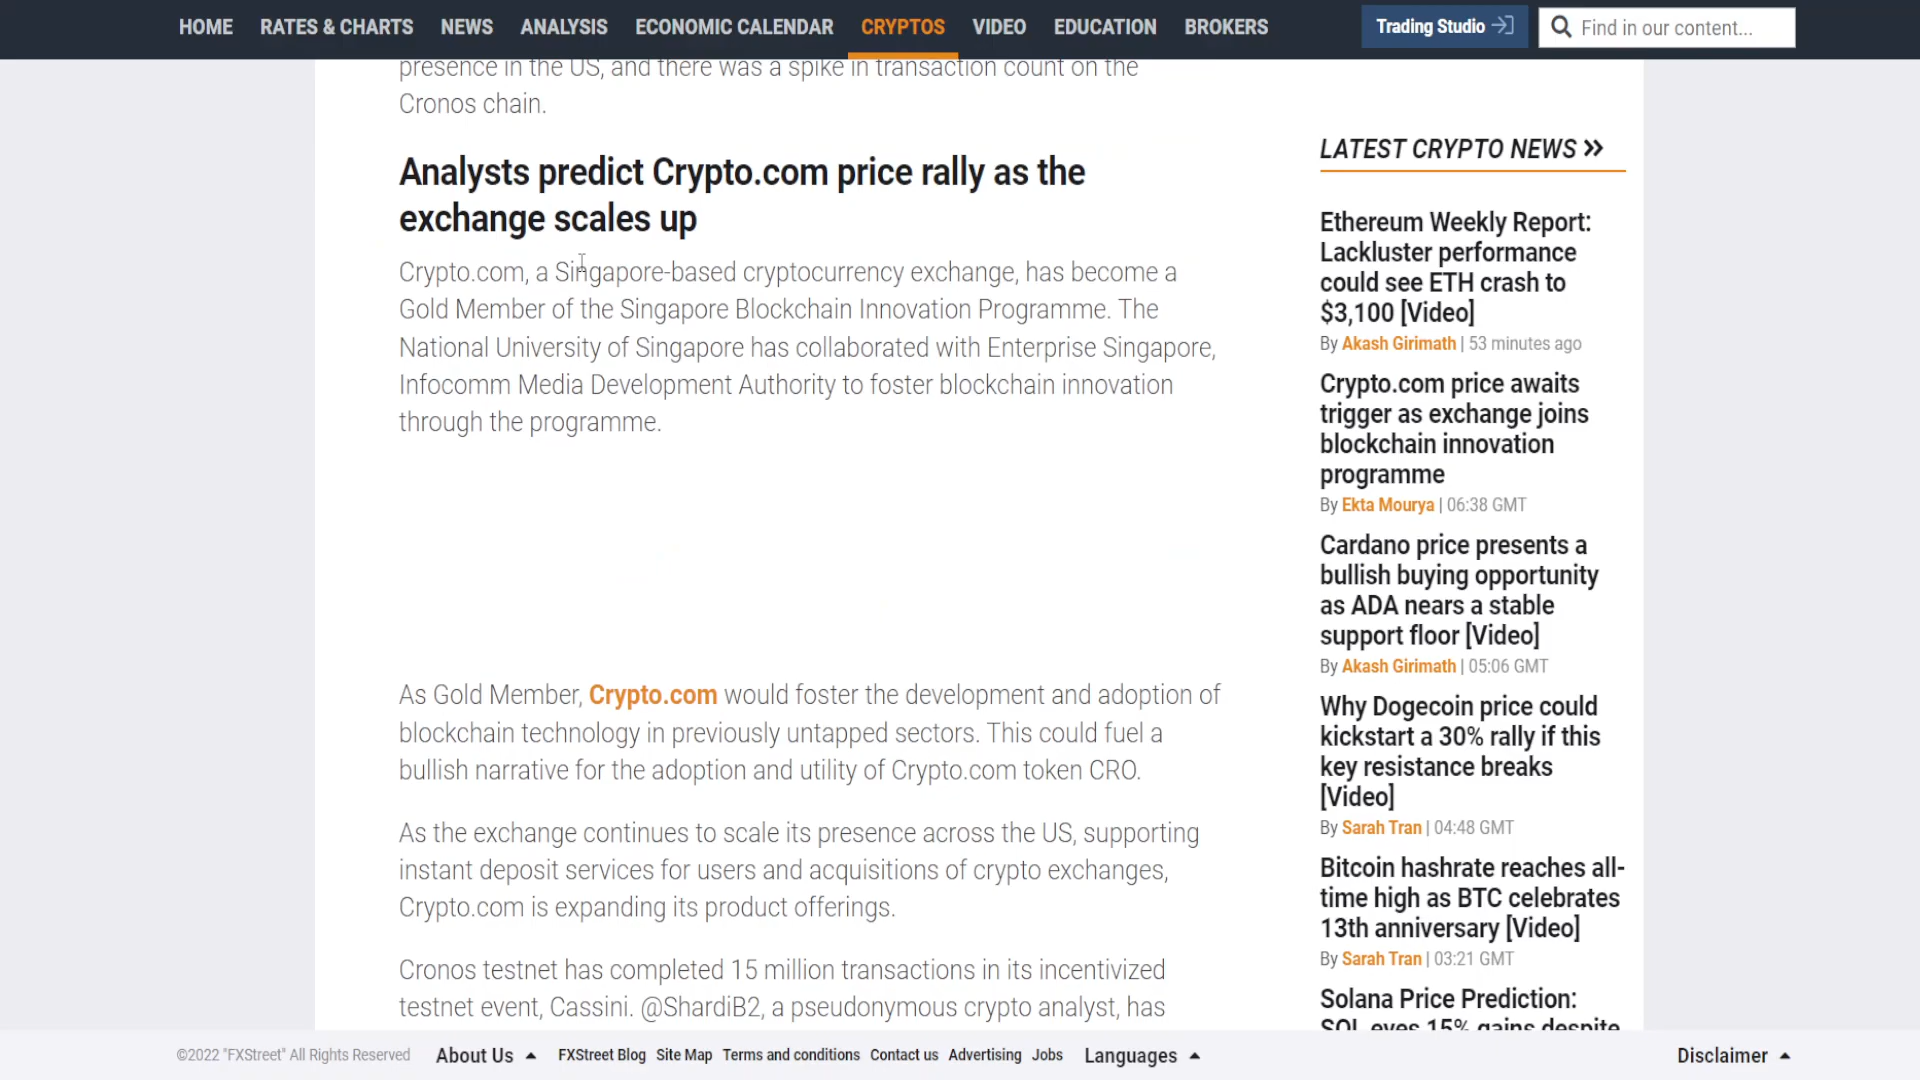 HOME RATES & CHARTS NEWS ANALYSIS ECONOMIC CALENDAR CRYPTOS VIDEO EDUCATION BROKERS Trading Studio Find in our content...
presence in the US, and there was a spike in transaction count on the
Cronos chain.
Analysts predict Crypto.com price rally as the
exchange scales up
Crypto.com, a Singapore-based cryptocurrency exchange, has become a
Gold Member of the Singapore Blockchain Innovation Programme. The
National University of Singapore has collaborated with Enterprise Singapore,
Infocomm Media Development Authority to foster blockchain innovation
through the programme.
As Gold Member, Crypto.com would foster the development and adoption of
blockchain technology in previously untapped sectors. This could fuel a
bullish narrative for the adoption and utility of Crypto.com token CRO.
As the exchange continues to scale its presence across the US, supporting
instant deposit services for users and acquisitions of crypto exchanges,
Crypto.com is expanding its product offerings.
Cronos testnet has completed 15 million transactions in its incentivized
testnet event, Cassini. @ShardiB2, a pseudonymous crypto analyst, has
LATEST CRYPTO NEWS »
Ethereum Weekly Report:
Lackluster performance
could see ETH crash to
$3,100 [Video]
By Akash Girimath | 53 minutes ago
Crypto.com price awaits
trigger as exchange joins
blockchain innovation
programme
By Ekta Mourya | 06:38 GMT
Cardano price presents a
bullish buying opportunity
as ADA nears a stable
support floor [Video]
By Akash Girimath | 05:06 GMT
Why Dogecoin price could
kickstart a 30% rally if this
key resistance breaks
[Video]
By Sarah Tran | 04:48 GMT
Bitcoin hashrate reaches all-
time high as BTC celebrates
13th anniversary [Video]
By Sarah Tran | 03:21 GMT
Solana Price Prediction:
SOL eyes 15% gains despite
©2022 "FXStreet" All Rights Reserved About Us FXStreet Blog Site Map Terms and conditions Contact us Advertising Jobs Languages Disclaimer